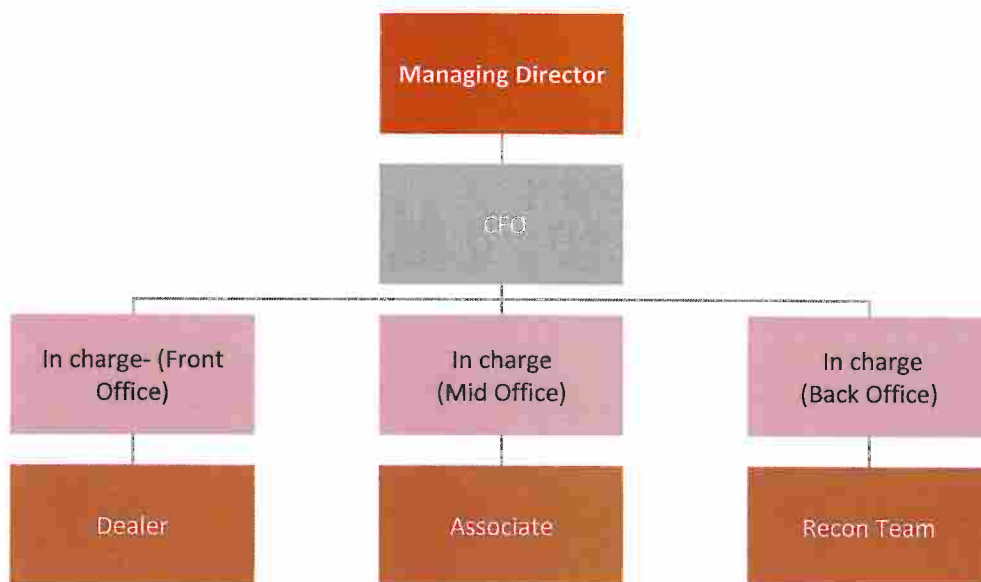 Managing Director
CFO
In charge- (Front
Office)
In charge
(Mid Office)
In charge
(Back Office)
Dealer
Associate
Recon Team